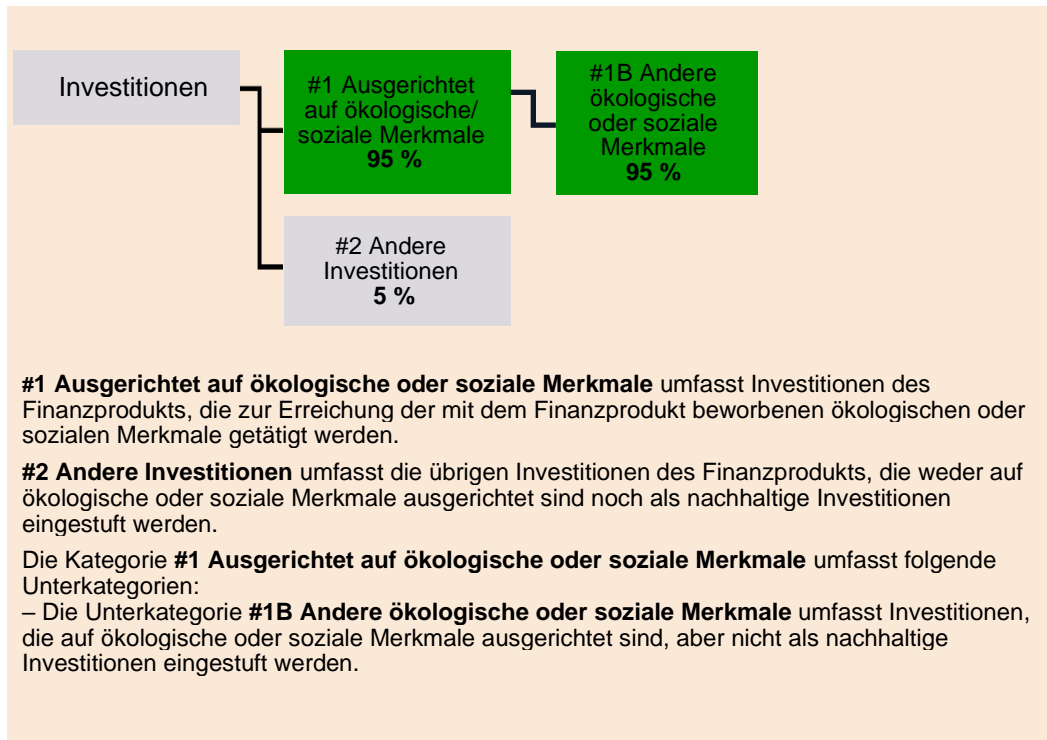 Investitionen
#1 Ausgerichtet
auf ökologische/
soziale Merkmale
95 %
#1B Andere
ökologische
oder soziale
Merkmale
95 %
#2 Andere
Investitionen
5 %
#1 Ausgerichtet auf ökologische oder soziale Merkmale umfasst Investitionen des
Finanzprodukts, die zur Erreichung der mit dem Finanzprodukt beworbenen ökologischen oder
sozialen Merkmale getätigt werden.
#2 Andere Investitionen umfasst die übrigen Investitionen des Finanzprodukts, die weder auf
ökologische oder soziale Merkmale ausgerichtet sind noch als nachhaltige Investitionen
eingestuft werden.
Die Kategorie #1 Ausgerichtet auf ökologische oder soziale Merkmale umfasst folgende
Unterkategorien:
– Die Unterkategorie #1B Andere ökologische oder soziale Merkmale umfasst Investitionen,
die auf ökologische oder soziale Merkmale ausgerichtet sind, aber nicht als nachhaltige
Investitionen eingestuft werden.